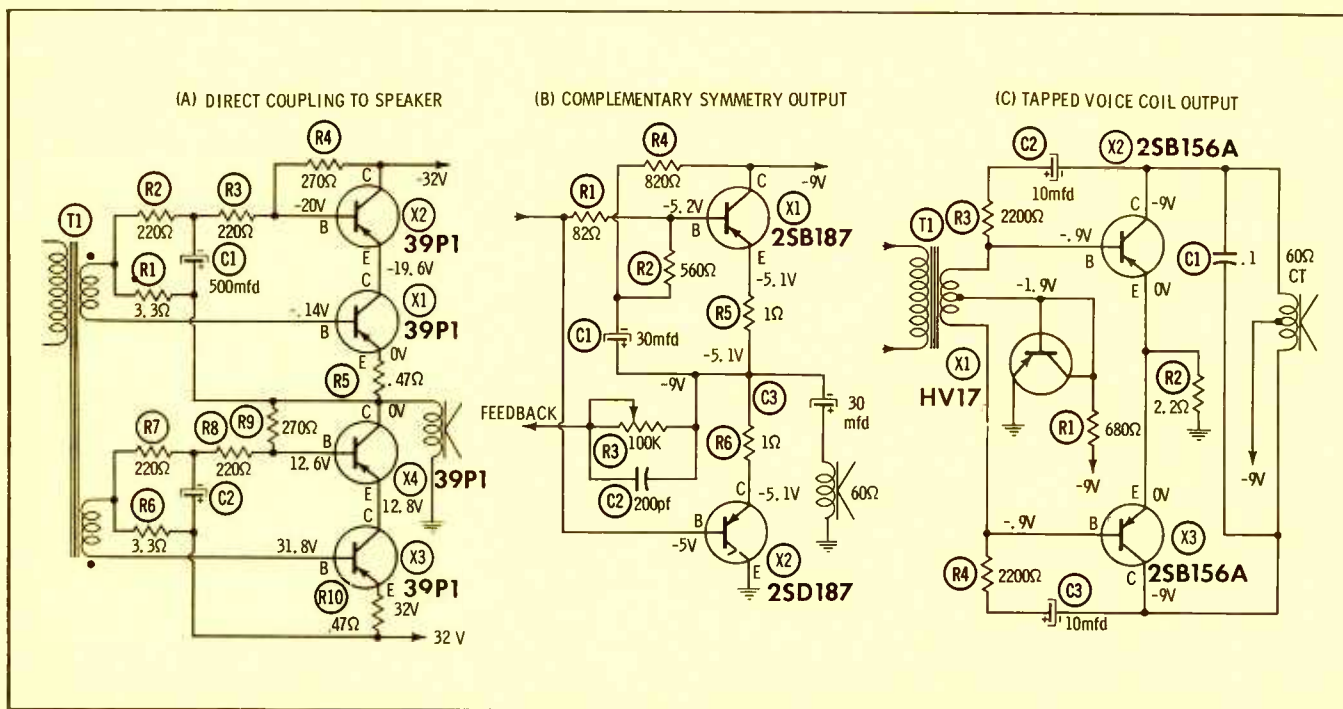 (A) DIRECT COUPLING TO SPEAKER
R4
270Ω
-32V
R2
220Ω
R3
220Ω
C
-20V
B
X2
39P1
E
-19.6V
T1
R1
3.3Ω
C1
500mfd
C
-.14V
B
X1
39P1
E
0V
R5
.47Ω
C
0V
R7
220Ω
R8
220Ω
R9
270Ω
B
12.6V
X4
39P1
E
12.8V
C2
R6
3.3Ω
C
31.8V
B
X3
39P1
E
32V
R10
.47Ω
32 V
(B) COMPLEMENTARY SYMMETRY OUTPUT
R4
820Ω
-9V
R1
82Ω
C
-5.2V
B
X1
2SB187
E
-5.1V
R2
560Ω
R5
1Ω
C1
30mfd
-5.1V
-9V
C3
30
mfd
FEEDBACK
R3
100K
R6
1Ω
C2
200pf
C
-5.1V
60Ω
B
-5V
X2
E
2SD187
(C) TAPPED VOICE COIL OUTPUT
C2
10mfd
X2
2SB156A
T1
R3
2200Ω
C
-9V
-.9V
B
E
0V
C1
.1
60Ω
CT
-1.9V
X1
HV17
R1
680Ω
-9V
R2
2.2Ω
-9V
E
0V
-.9V
B
X3
2SB156A
C
-9V
R4
2200Ω
C3
10mfd